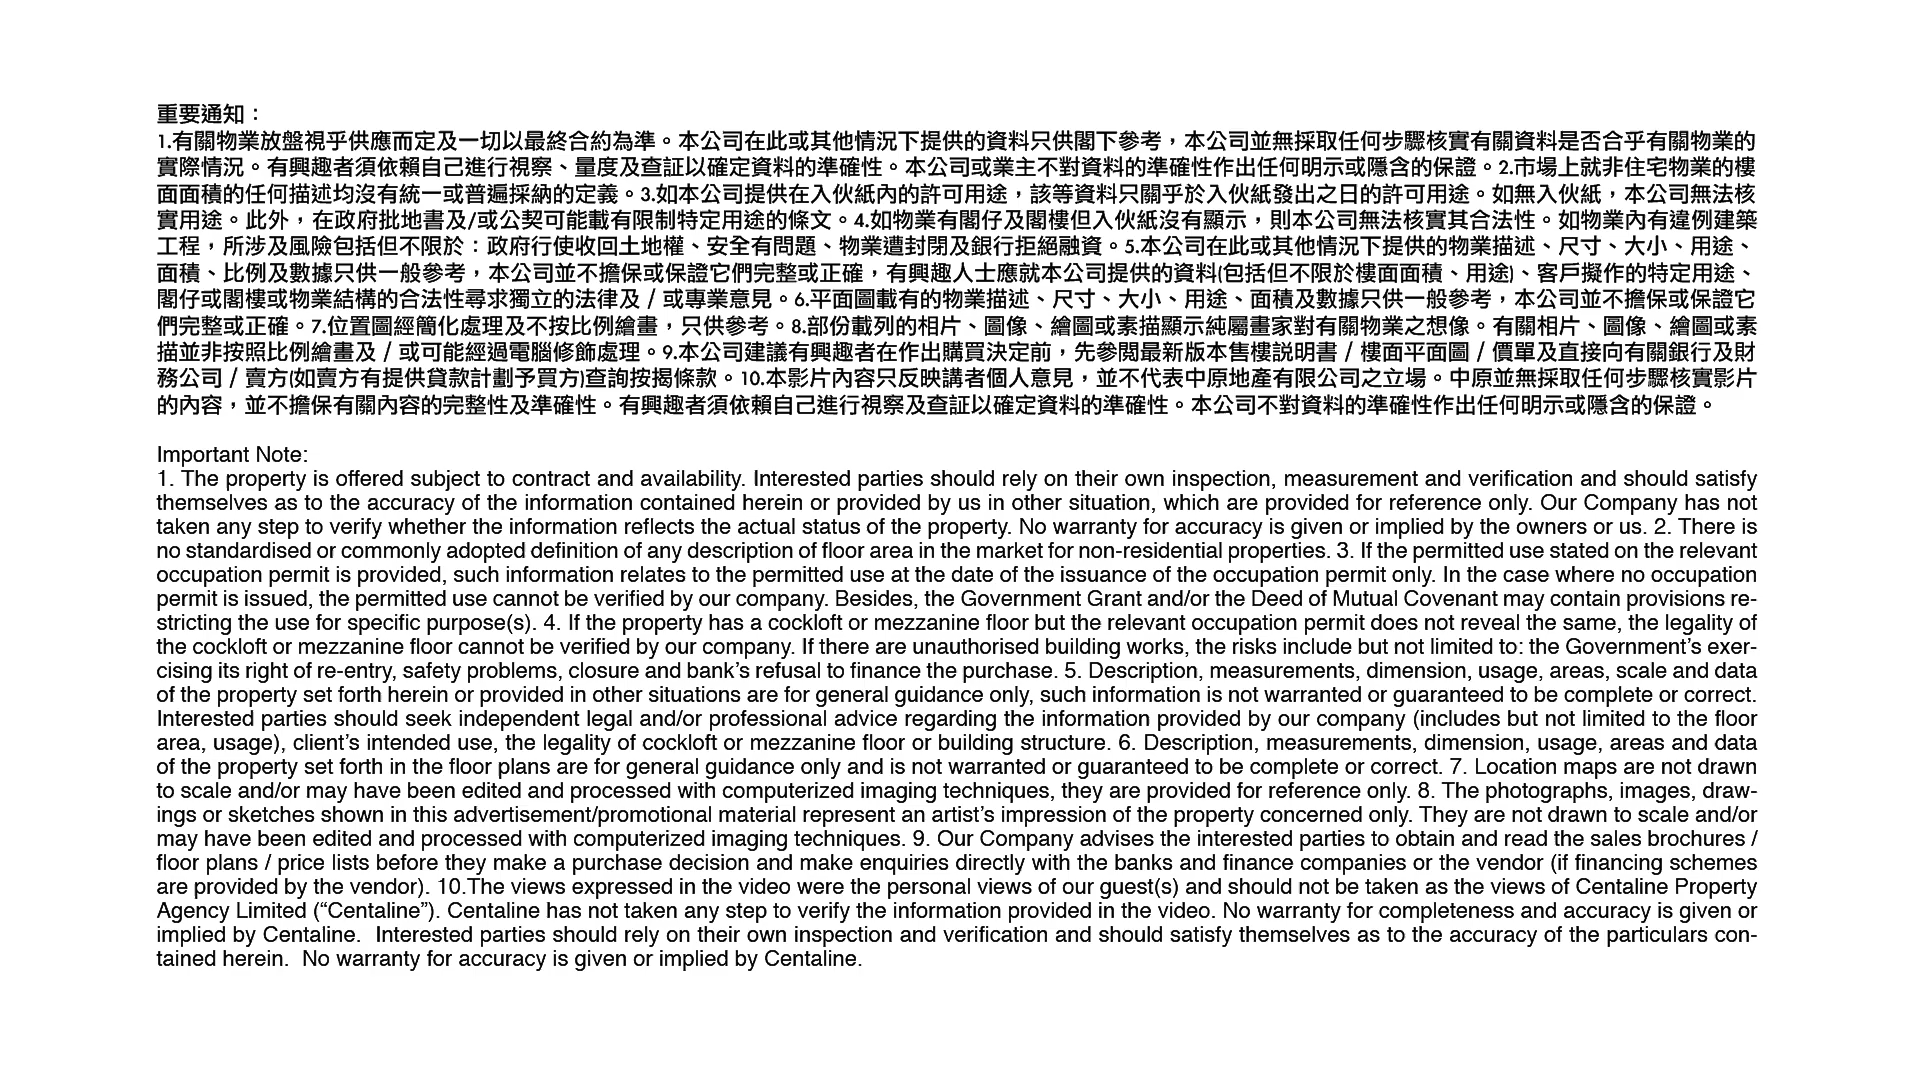 重要通知：
1.有關物業放盤視乎供應而定及一切以最終合約為準。本公司在此或其他情況下提供的資料只供閣下參考，本公司並無採取任何步驟核實有關資料是否合乎有關物業的
實際情況。有興趣者須依賴自己進行視察、量度及查証以確定資料的準確性。本公司或業主不對資料的準確性作出任何明示或隱含的保證。2.市場上就非住宅物業的樓
面面積的任何描述均沒有統一或普遍採納的定義。3.如本公司提供在入伙紙內的許可用途，該等資料只關乎於入伙紙發出之日的許可用途。如無入伙紙，本公司無法核
實用途。此外，在政府批地書及/或公契可能載有限制特定用途的條文。4.如物業有閣仔及閣樓但入伙紙沒有顯示，則本公司無法核實其合法性。如物業內有違例建築
工程，所涉及風險包括但不限於：政府行使收回土地權、安全有問題、物業遭封閉及銀行拒絕融資。5.本公司在此或其他情況下提供的物業描述、尺寸、大小、用途、
面積、比例及數據只供一般參考，本公司並不擔保或保證它們完整或正確，有興趣人士應就本公司提供的資料(包括但不限於樓面面積、用途)、客戶擬作的特定用途、
閣仔或閣樓或物業結構的合法性尋求獨立的法律及 / 或專業意見。6.平面圖載有的物業描述、尺寸、大小、用途、面積及數據只供一般參考，本公司並不擔保或保證它
們完整或正確。7.位置圖經簡化處理及不按比例繪畫，只供參考。8.部份載列的相片、圖像、繪圖或素描顯示純屬畫家對有關物業之想像。有關相片、圖像、繪圖或素
描並非按照比例繪畫及 / 或可能經過電腦修飾處理。9.本公司建議有興趣者在作出購買決定前，先參閱最新版本售樓説明書 / 樓面平面圖 / 價單及直接向有關銀行及財
務公司 / 賣方(如賣方有提供貸款計劃予買方)查詢按揭條款。10.本影片內容只反映講者個人意見，並不代表中原地產有限公司之立場。中原並無採取任何步驟核實影片
的內容，並不擔保有關內容的完整性及準確性。有興趣者須依賴自己進行視察及查証以確定資料的準確性。本公司不對資料的準確性作出任何明示或隱含的保證。
Important Note:
1. The property is offered subject to contract and availability. Interested parties should rely on their own inspection, measurement and verification and should satisfy
themselves as to the accuracy of the information contained herein or provided by us in other situation, which are provided for reference only. Our Company has not
taken any step to verify whether the information reflects the actual status of the property. No warranty for accuracy is given or implied by the owners or us. 2. There is
no standardised or commonly adopted definition of any description of floor area in the market for non-residential properties. 3. If the permitted use stated on the relevant
occupation permit is provided, such information relates to the permitted use at the date of the issuance of the occupation permit only. In the case where no occupation
permit is issued, the permitted use cannot be verified by our company. Besides, the Government Grant and/or the Deed of Mutual Covenant may contain provisions re-
stricting the use for specific purpose(s). 4. If the property has a cockloft or mezzanine floor but the relevant occupation permit does not reveal the same, the legality of
the cockloft or mezzanine floor cannot be verified by our company. If there are unauthorised building works, the risks include but not limited to: the Government’s exer-
cising its right of re-entry, safety problems, closure and bank’s refusal to finance the purchase. 5. Description, measurements, dimension, usage, areas, scale and data
of the property set forth herein or provided in other situations are for general guidance only, such information is not warranted or guaranteed to be complete or correct.
Interested parties should seek independent legal and/or professional advice regarding the information provided by our company (includes but not limited to the floor
area, usage), client’s intended use, the legality of cockloft or mezzanine floor or building structure. 6. Description, measurements, dimension, usage, areas and data
of the property set forth in the floor plans are for general guidance only and is not warranted or guaranteed to be complete or correct. 7. Location maps are not drawn
to scale and/or may have been edited and processed with computerized imaging techniques, they are provided for reference only. 8. The photographs, images, draw-
ings or sketches shown in this advertisement/promotional material represent an artist’s impression of the property concerned only. They are not drawn to scale and/or
may have been edited and processed with computerized imaging techniques. 9. Our Company advises the interested parties to obtain and read the sales brochures /
floor plans / price lists before they make a purchase decision and make enquiries directly with the banks and finance companies or the vendor (if financing schemes
are provided by the vendor). 10.The views expressed in the video were the personal views of our guest(s) and should not be taken as the views of Centaline Property
Agency Limited (“Centaline”). Centaline has not taken any step to verify the information provided in the video. No warranty for completeness and accuracy is given or
implied by Centaline.  Interested parties should rely on their own inspection and verification and should satisfy themselves as to the accuracy of the particulars con-
tained herein.  No warranty for accuracy is given or implied by Centaline.